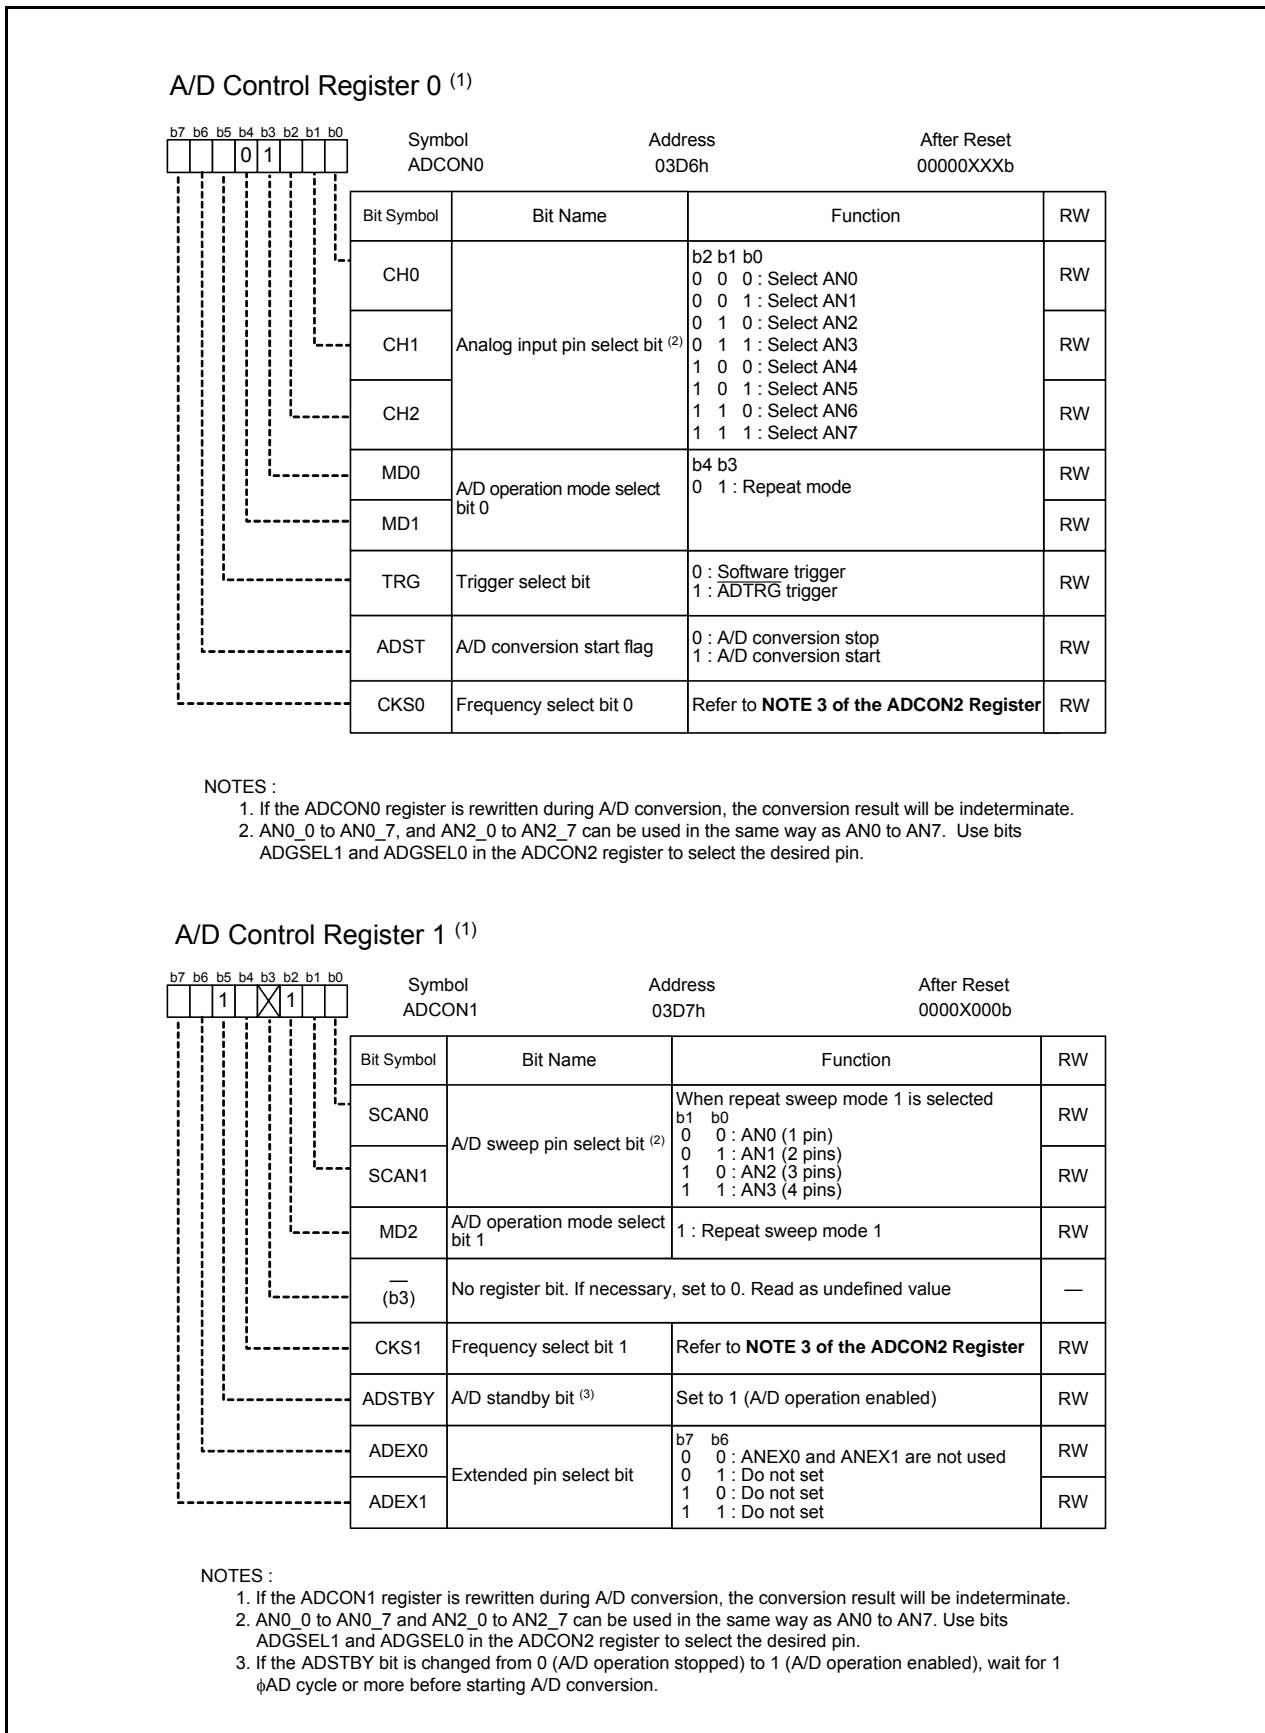 A/D Control Register 0 (1)
b7 b6 b5 b4 b3 b2 b1 b0
0 1
Symbol Address After Reset
ADCON0 03D6h 00000XXXb
Bit Symbol Bit Name Function RW
CH0 RW
CH1 Analog input pin select bit (2) RW
CH2 RW
b2 b1 b0
0 0 0 : Select AN0
0 0 1 : Select AN1
0 1 0 : Select AN2
0 1 1 : Select AN3
1 0 0 : Select AN4
1 0 1 : Select AN5
1 1 0 : Select AN6
1 1 1 : Select AN7
MD0 RW
MD1 RW
A/D operation mode select
bit 0
b4 b3
0 1 : Repeat mode
TRG Trigger select bit RW
0 : Software trigger
1 : ADTRG trigger
ADST A/D conversion start flag RW
0 : A/D conversion stop
1 : A/D conversion start
CKS0 Frequency select bit 0 Refer to NOTE 3 of the ADCON2 Register RW
NOTES :
1. If the ADCON0 register is rewritten during A/D conversion, the conversion result will be indeterminate.
2. AN0_0 to AN0_7, and AN2_0 to AN2_7 can be used in the same way as AN0 to AN7. Use bits
ADGSEL1 and ADGSEL0 in the ADCON2 register to select the desired pin.
A/D Control Register 1 (1)
b7 b6 b5 b4 b3 b2 b1 b0
1 1
Symbol Address After Reset
ADCON1 03D7h 0000X000b
Bit Symbol Bit Name Function RW
SCAN0 RW
SCAN1 RW
A/D sweep pin select bit (2)
When repeat sweep mode 1 is selected
b1 b0
0 0 : AN0 (1 pin)
0 1 : AN1 (2 pins)
1 0 : AN2 (3 pins)
1 1 : AN3 (4 pins)
MD2 RW
A/D operation mode select
bit 1
1 : Repeat sweep mode 1
—
(b3) No register bit. If necessary, set to 0. Read as undefined value —
CKS1 Frequency select bit 1 Refer to NOTE 3 of the ADCON2 Register RW
ADSTBY A/D standby bit (3) Set to 1 (A/D operation enabled) RW
ADEX0 RW
ADEX1 RW
Extended pin select bit
b7 b6
0 0 : ANEX0 and ANEX1 are not used
0 1 : Do not set
1 0 : Do not set
1 1 : Do not set
NOTES :
1. If the ADCON1 register is rewritten during A/D conversion, the conversion result will be indeterminate.
2. AN0_0 to AN0_7 and AN2_0 to AN2_7 can be used in the same way as AN0 to AN7. Use bits
ADGSEL1 and ADGSEL0 in the ADCON2 register to select the desired pin.
3. If the ADSTBY bit is changed from 0 (A/D operation stopped) to 1 (A/D operation enabled), wait for 1
ϕAD cycle or more before starting A/D conversion.